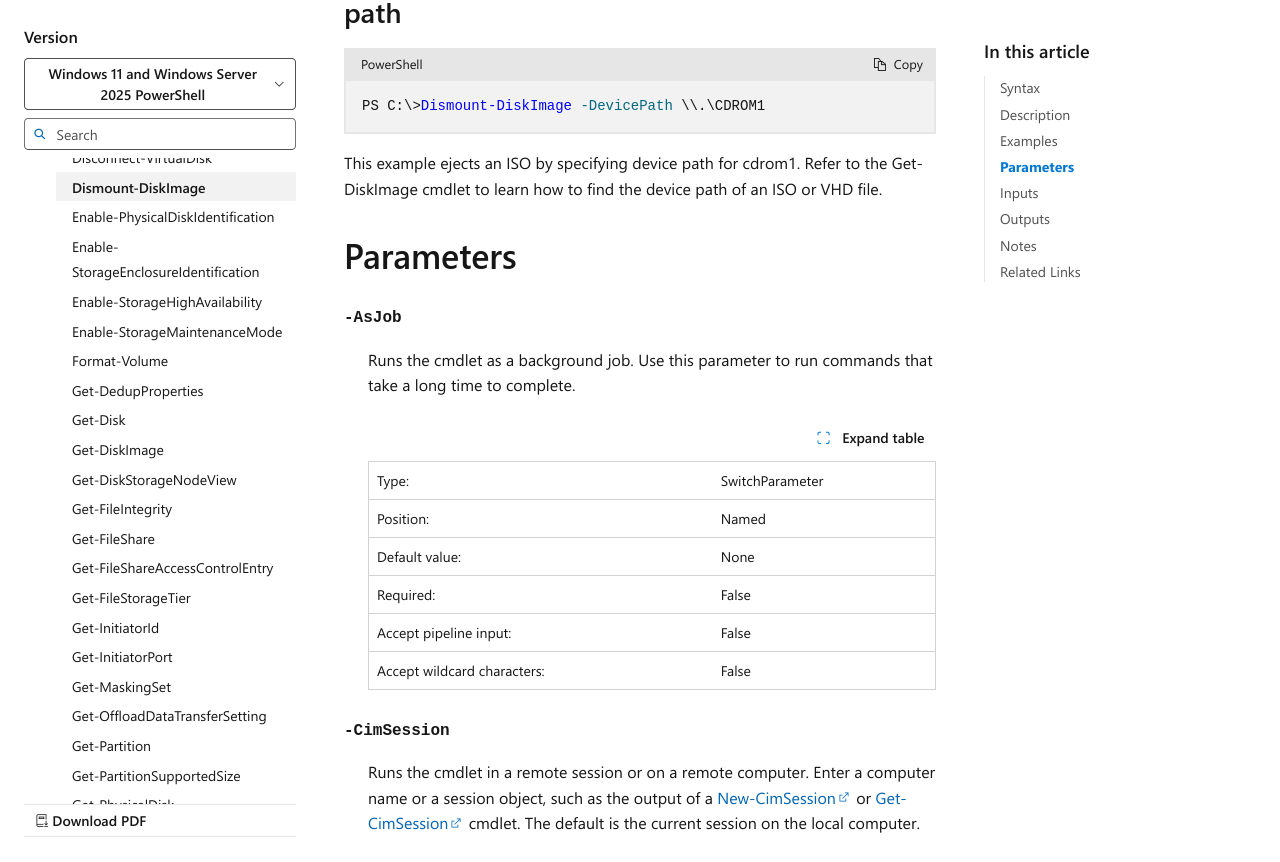 Version
Windows 11 and Windows Server
2025 PowerShell
Search
Disconnect-VirtualDisk
Dismount-DiskImage
Enable-PhysicalDiskIdentification
Enable-
StorageEnclosureIdentification
Enable-StorageHighAvailability
Enable-StorageMaintenanceMode
Format-Volume
Get-DedupProperties
Get-Disk
Get-DiskImage
Get-DiskStorageNodeView
Get-FileIntegrity
Get-FileShare
Get-FileShareAccessControlEntry
Get-FileStorageTier
Get-InitiatorId
Get-InitiatorPort
Get-MaskingSet
Get-OffloadDataTransferSetting
Get-Partition
Get-PartitionSupportedSize
Get-PhysicalDisk
Download PDF
path
PowerShell
Copy
PS C:\>Dismount-DiskImage -DevicePath \\.\CDROM1
This example ejects an ISO by specifying device path for cdrom1. Refer to the Get-
DiskImage cmdlet to learn how to find the device path of an ISO or VHD file.
Parameters
-AsJob
Runs the cmdlet as a background job. Use this parameter to run commands that
take a long time to complete.
Expand table
Type: SwitchParameter
Position: Named
Default value: None
Required: False
Accept pipeline input: False
Accept wildcard characters: False
-CimSession
Runs the cmdlet in a remote session or on a remote computer. Enter a computer
name or a session object, such as the output of a New-CimSession or Get-
CimSession cmdlet. The default is the current session on the local computer.
In this article
Syntax
Description
Examples
Parameters
Inputs
Outputs
Notes
Related Links